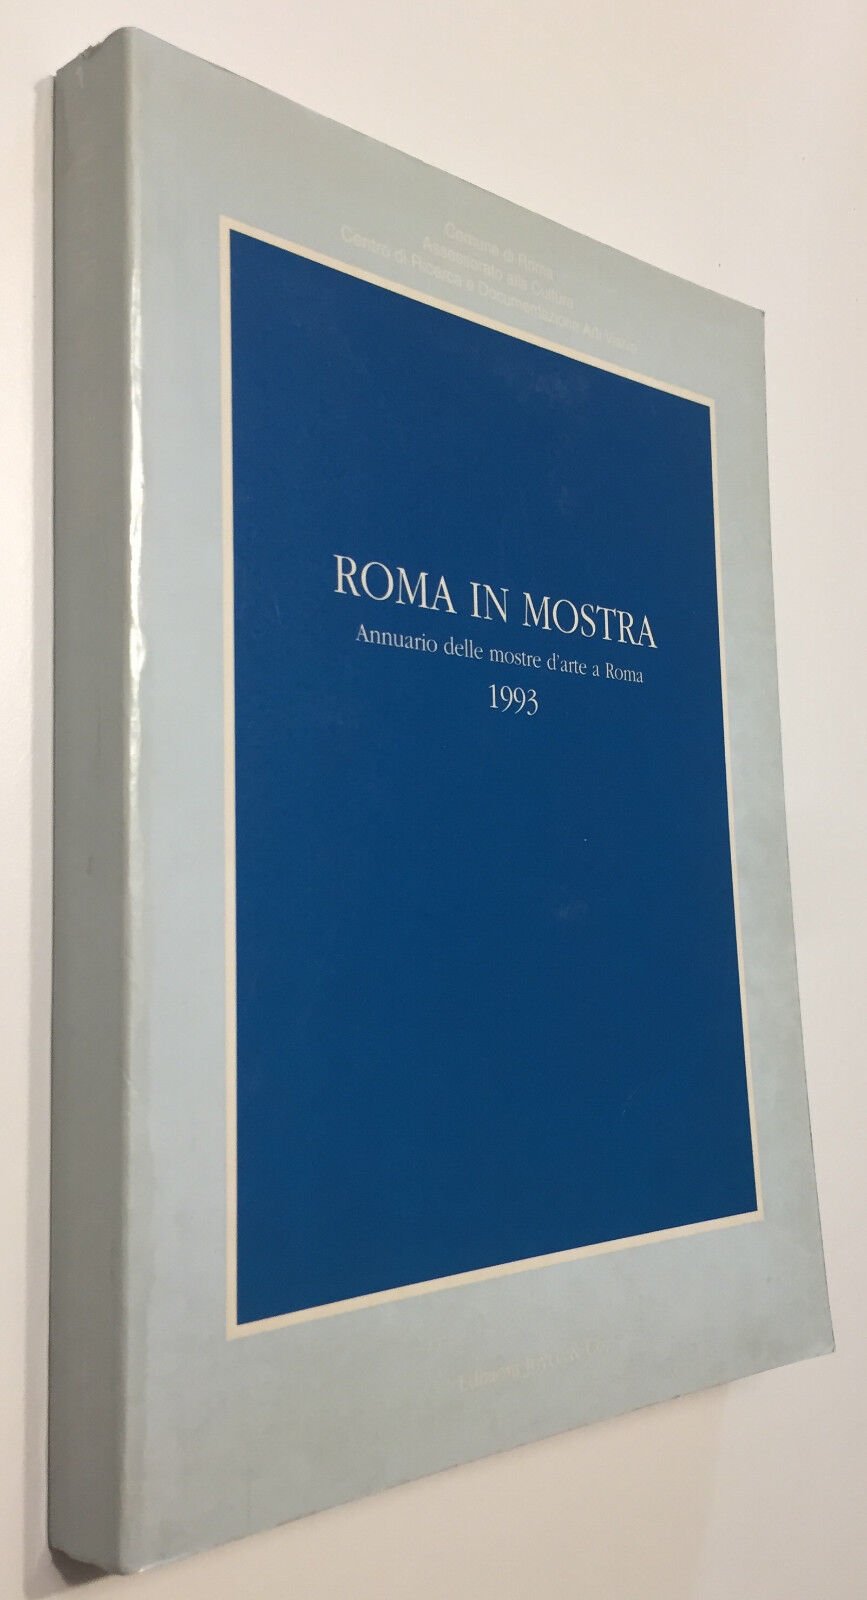 Comune di Roma
Assessorato alla Cultura
Centro di Ricerca e Documentazione Arti Visive
ROMA IN MOSTRA
Annuario delle mostre d'arte a Roma
1993